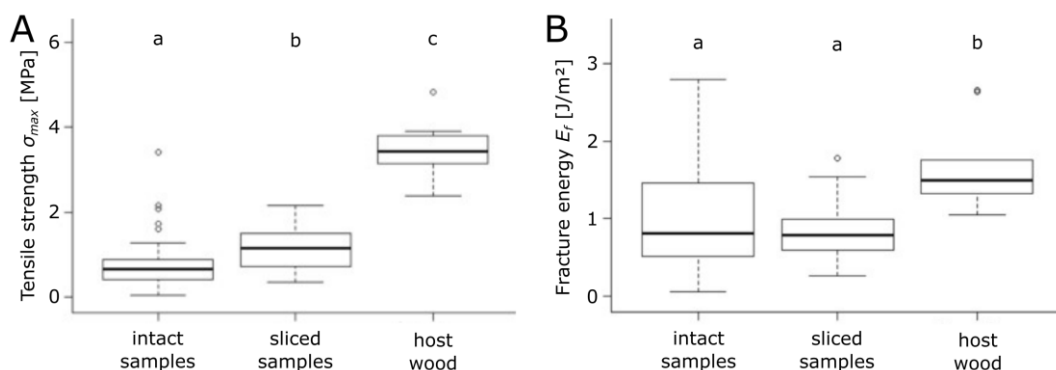 A
Tensile strength σmax [MPa]
6
4
2
0
a
b
c
intact
samples
sliced
samples
host
wood
B
Fracture energy Ef [J/m²]
3
2
1
0
a
a
b
intact
samples
sliced
samples
host
wood